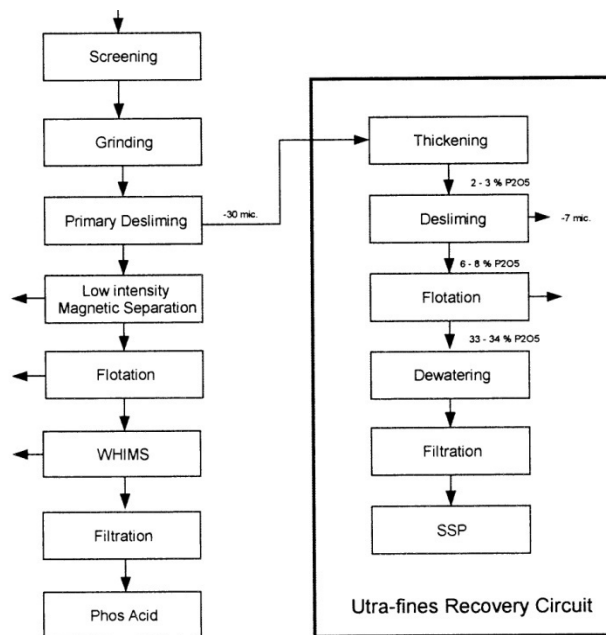 Screening
Grinding
Primary Desliming
-30 mic.
Low intensity
Magnetic Separation
Flotation
WHIMS
Filtration
Phos Acid
Thickening
2 - 3 % P2O5
Desliming
-7 mic.
6 - 8 % P2O5
Flotation
33 - 34 % P2O5
Dewatering
Filtration
SSP
Utra-fines Recovery Circuit